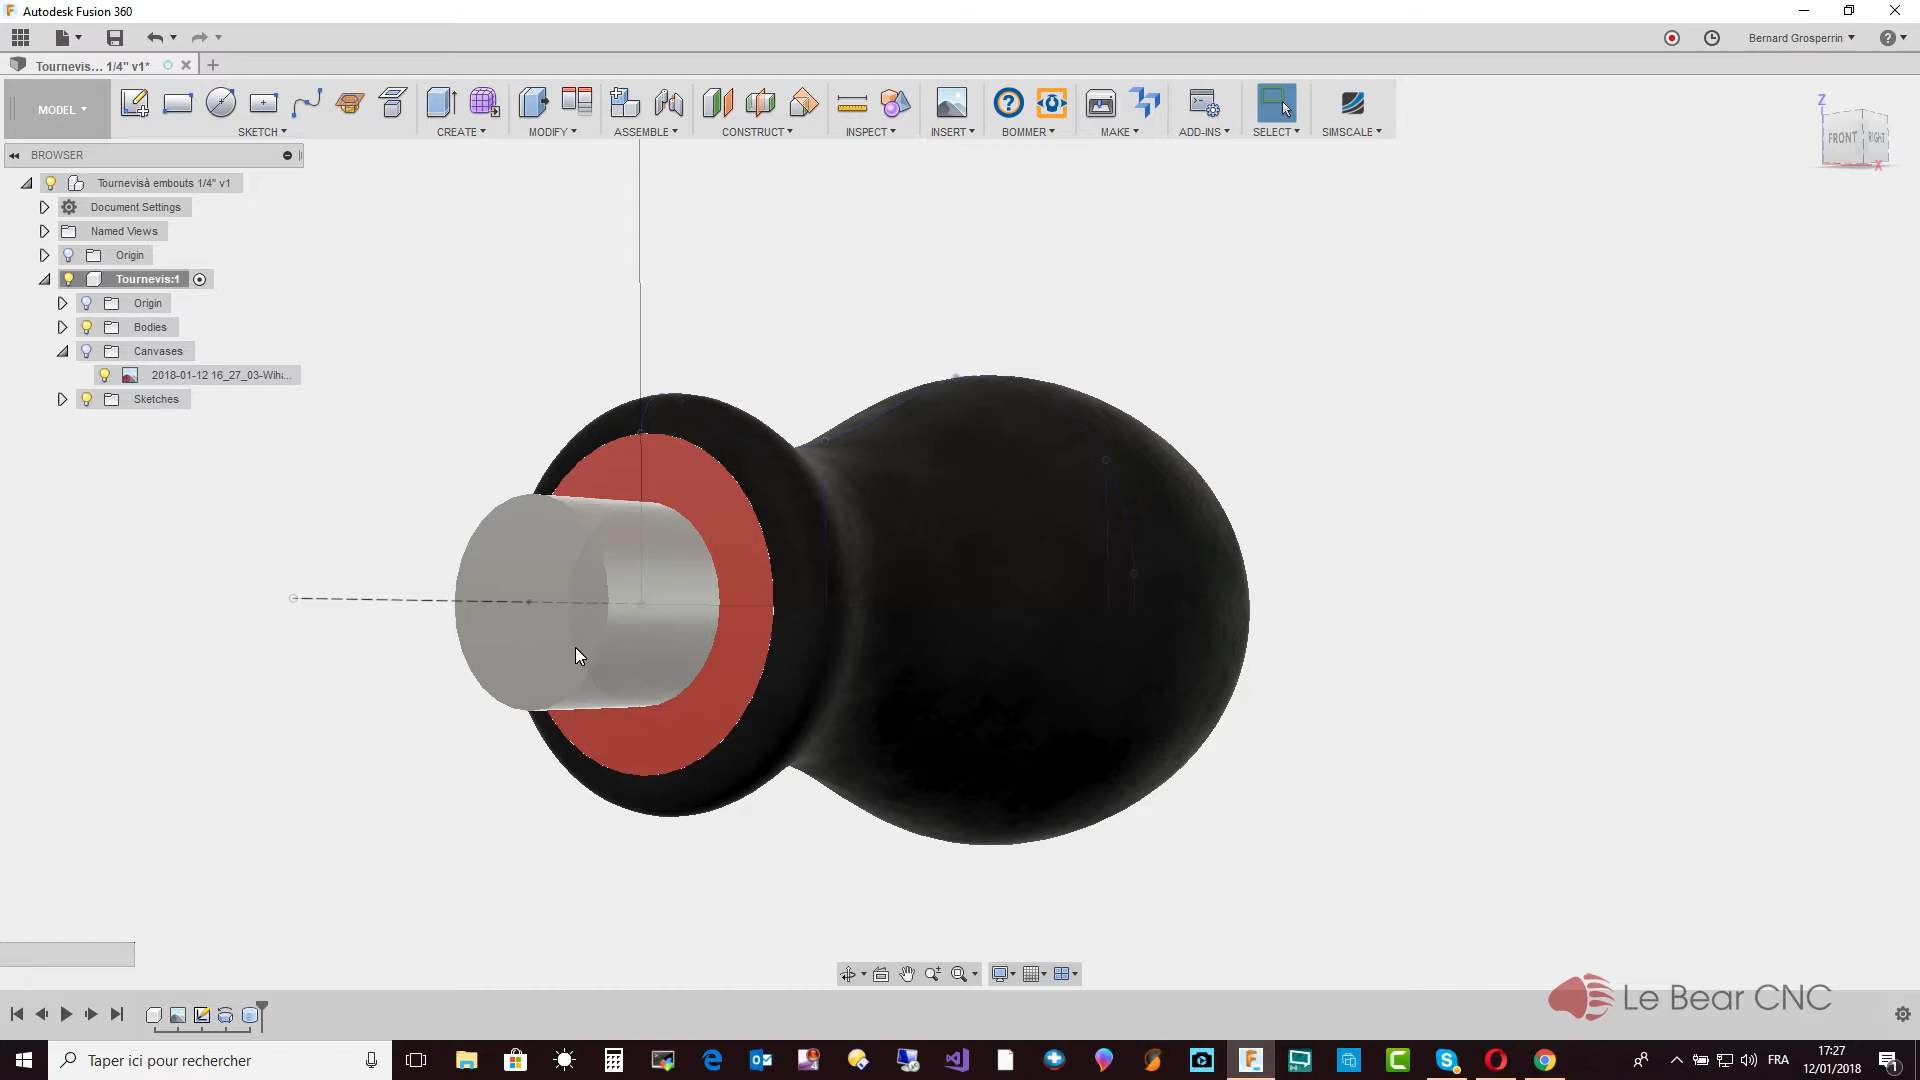 Autodesk Fusion 360
Bernard Grosperrin
Tournevis... 1/4" v1*
MODEL
SKETCH
CREATE
MODIFY
ASSEMBLE
CONSTRUCT
INSPECT
INSERT
BOMMER
MAKE
ADD-INS
SELECT
SIMSCALE
Z
FRONT
RIGHT
X
BROWSER
Tournevisà embouts 1/4" v1
Document Settings
Named Views
Origin
Tournevis:1
Origin
Bodies
Canvases
2018-01-12 16_27_03-Wiha...
Sketches
Le Bear CNC
Taper ici pour rechercher
FRA
17:27
12/01/2018
1